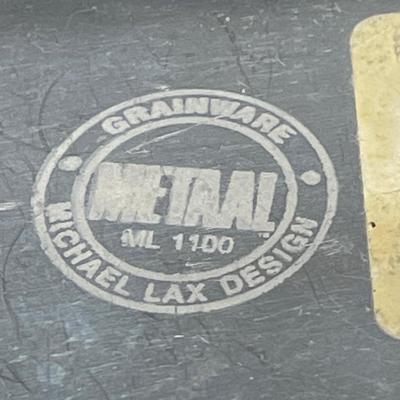 GRAINWARE
METAAL
ML 1100
MICHAEL LAX DESIGN